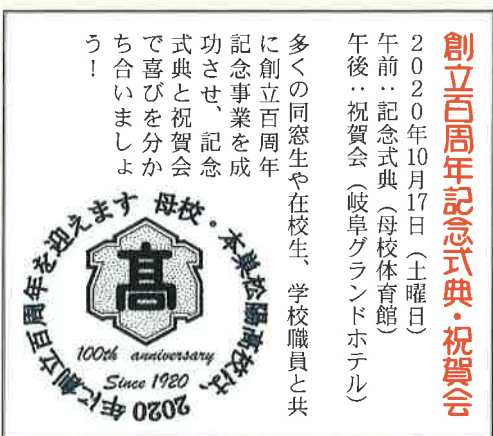 創立百周年記念式典・祝賀会
2020年10月17日（土曜日）
午前：記念式典（母校体育館）
午後：祝賀会（岐阜グランドホテル）
多くの同窓生や在校生、学校職員と共
に創立百周年
記念事業を成
功させ、記念
式典と祝賀会
で喜びを分か
ち合いましょ
う！
母校・本巣松陽高校は、2020年に創立百周年を迎えます
髙
100th anniversary
Since 1920